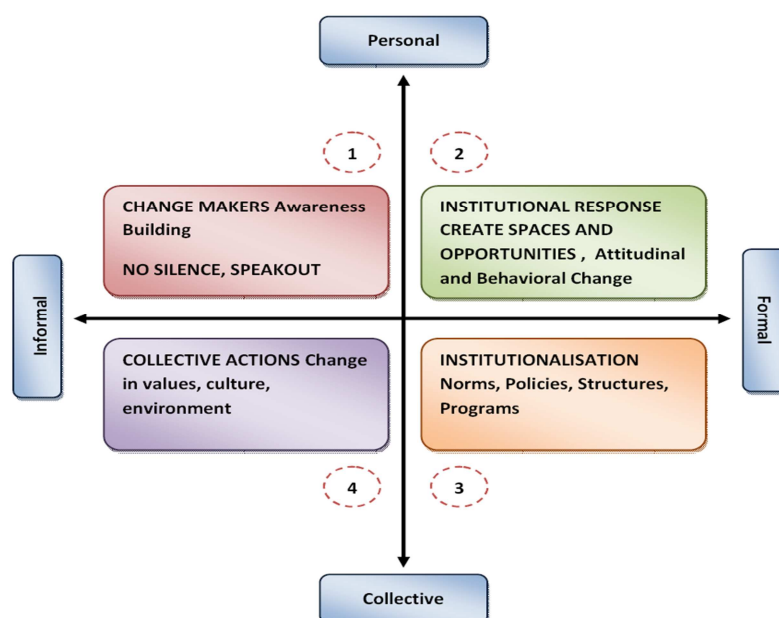 Personal
1
2
CHANGE MAKERS Awareness
Building
NO SILENCE, SPEAKOUT
INSTITUTIONAL RESPONSE
CREATE SPACES AND
OPPORTUNITIES , Attitudinal
and Behavioral Change
Informal
Formal
COLLECTIVE ACTIONS Change
in values, culture,
environment
INSTITUTIONALISATION
Norms, Policies, Structures,
Programs
4
3
Collective